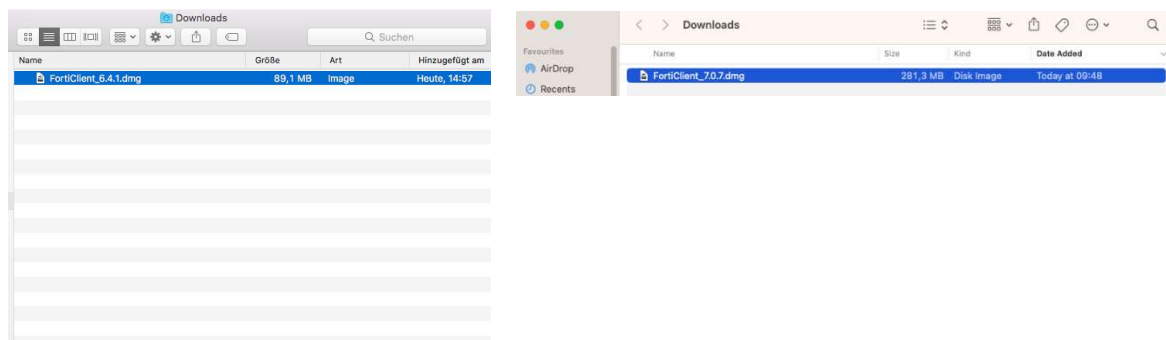 Downloads
Suchen
Name Größe Art Hinzugefügt am
FortiClient_6.4.1.dmg 89,1 MB Image Heute, 14:57
Downloads
Favourites
AirDrop
Recents
Name Size Kind Date Added
FortiClient_7.0.7.dmg 281,3 MB Disk Image Today at 09:48